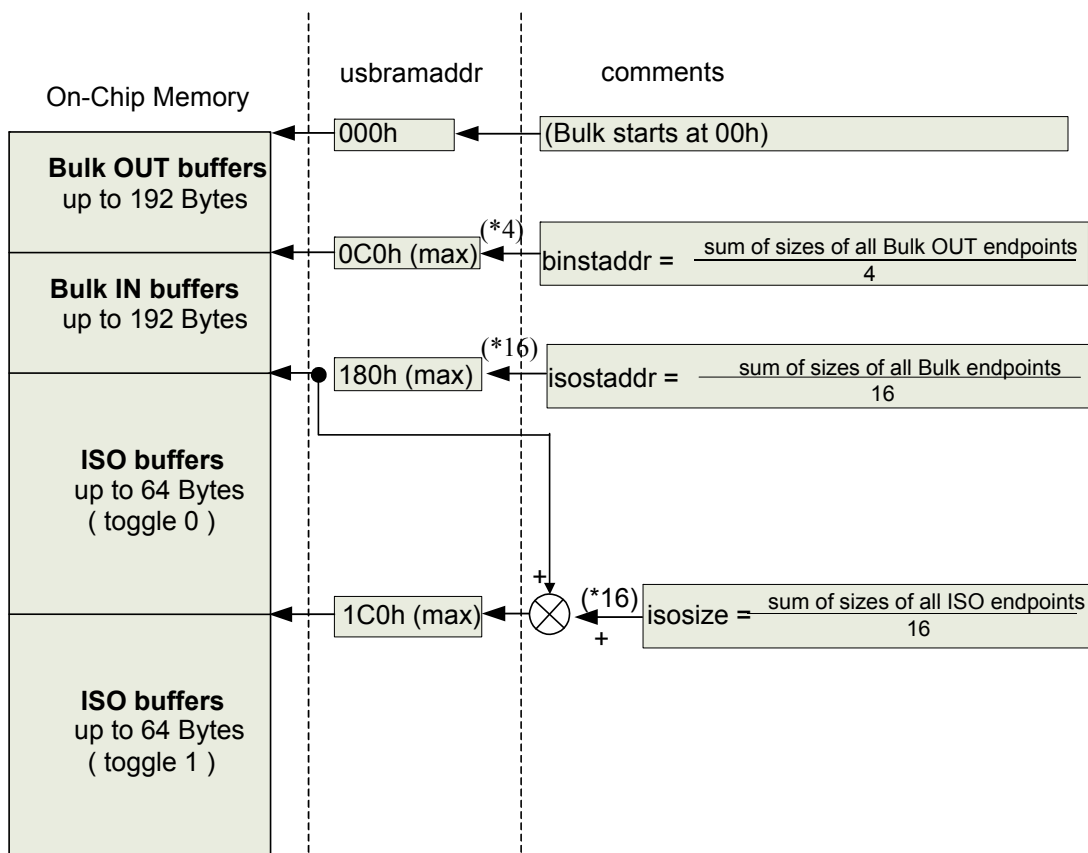 usbramaddr
comments
On-Chip Memory
000h
(Bulk starts at 00h)
Bulk OUT buffers
up to 192 Bytes
0C0h (max)
(*4)
binstaddr =
sum of sizes of all Bulk OUT endpoints
4
Bulk IN buffers
up to 192 Bytes
180h (max)
(*16)
isostaddr =
sum of sizes of all Bulk endpoints
16
ISO buffers
up to 64 Bytes
( toggle 0 )
+
1C0h (max)
(*16)
+
isosize =
sum of sizes of all ISO endpoints
16
ISO buffers
up to 64 Bytes
( toggle 1 )